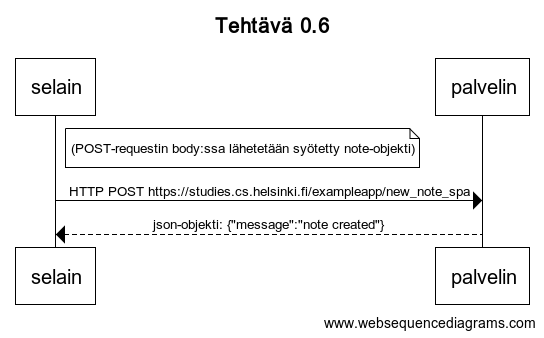 Tehtävä 0.6
selain
palvelin
(POST-requestin body:ssa lähetetään syötetty note-objekti)
HTTP POST https://studies.cs.helsinki.fi/exampleapp/new_note_spa
json-objekti: {"message":"note created"}
selain
palvelin
www.websequencediagrams.com